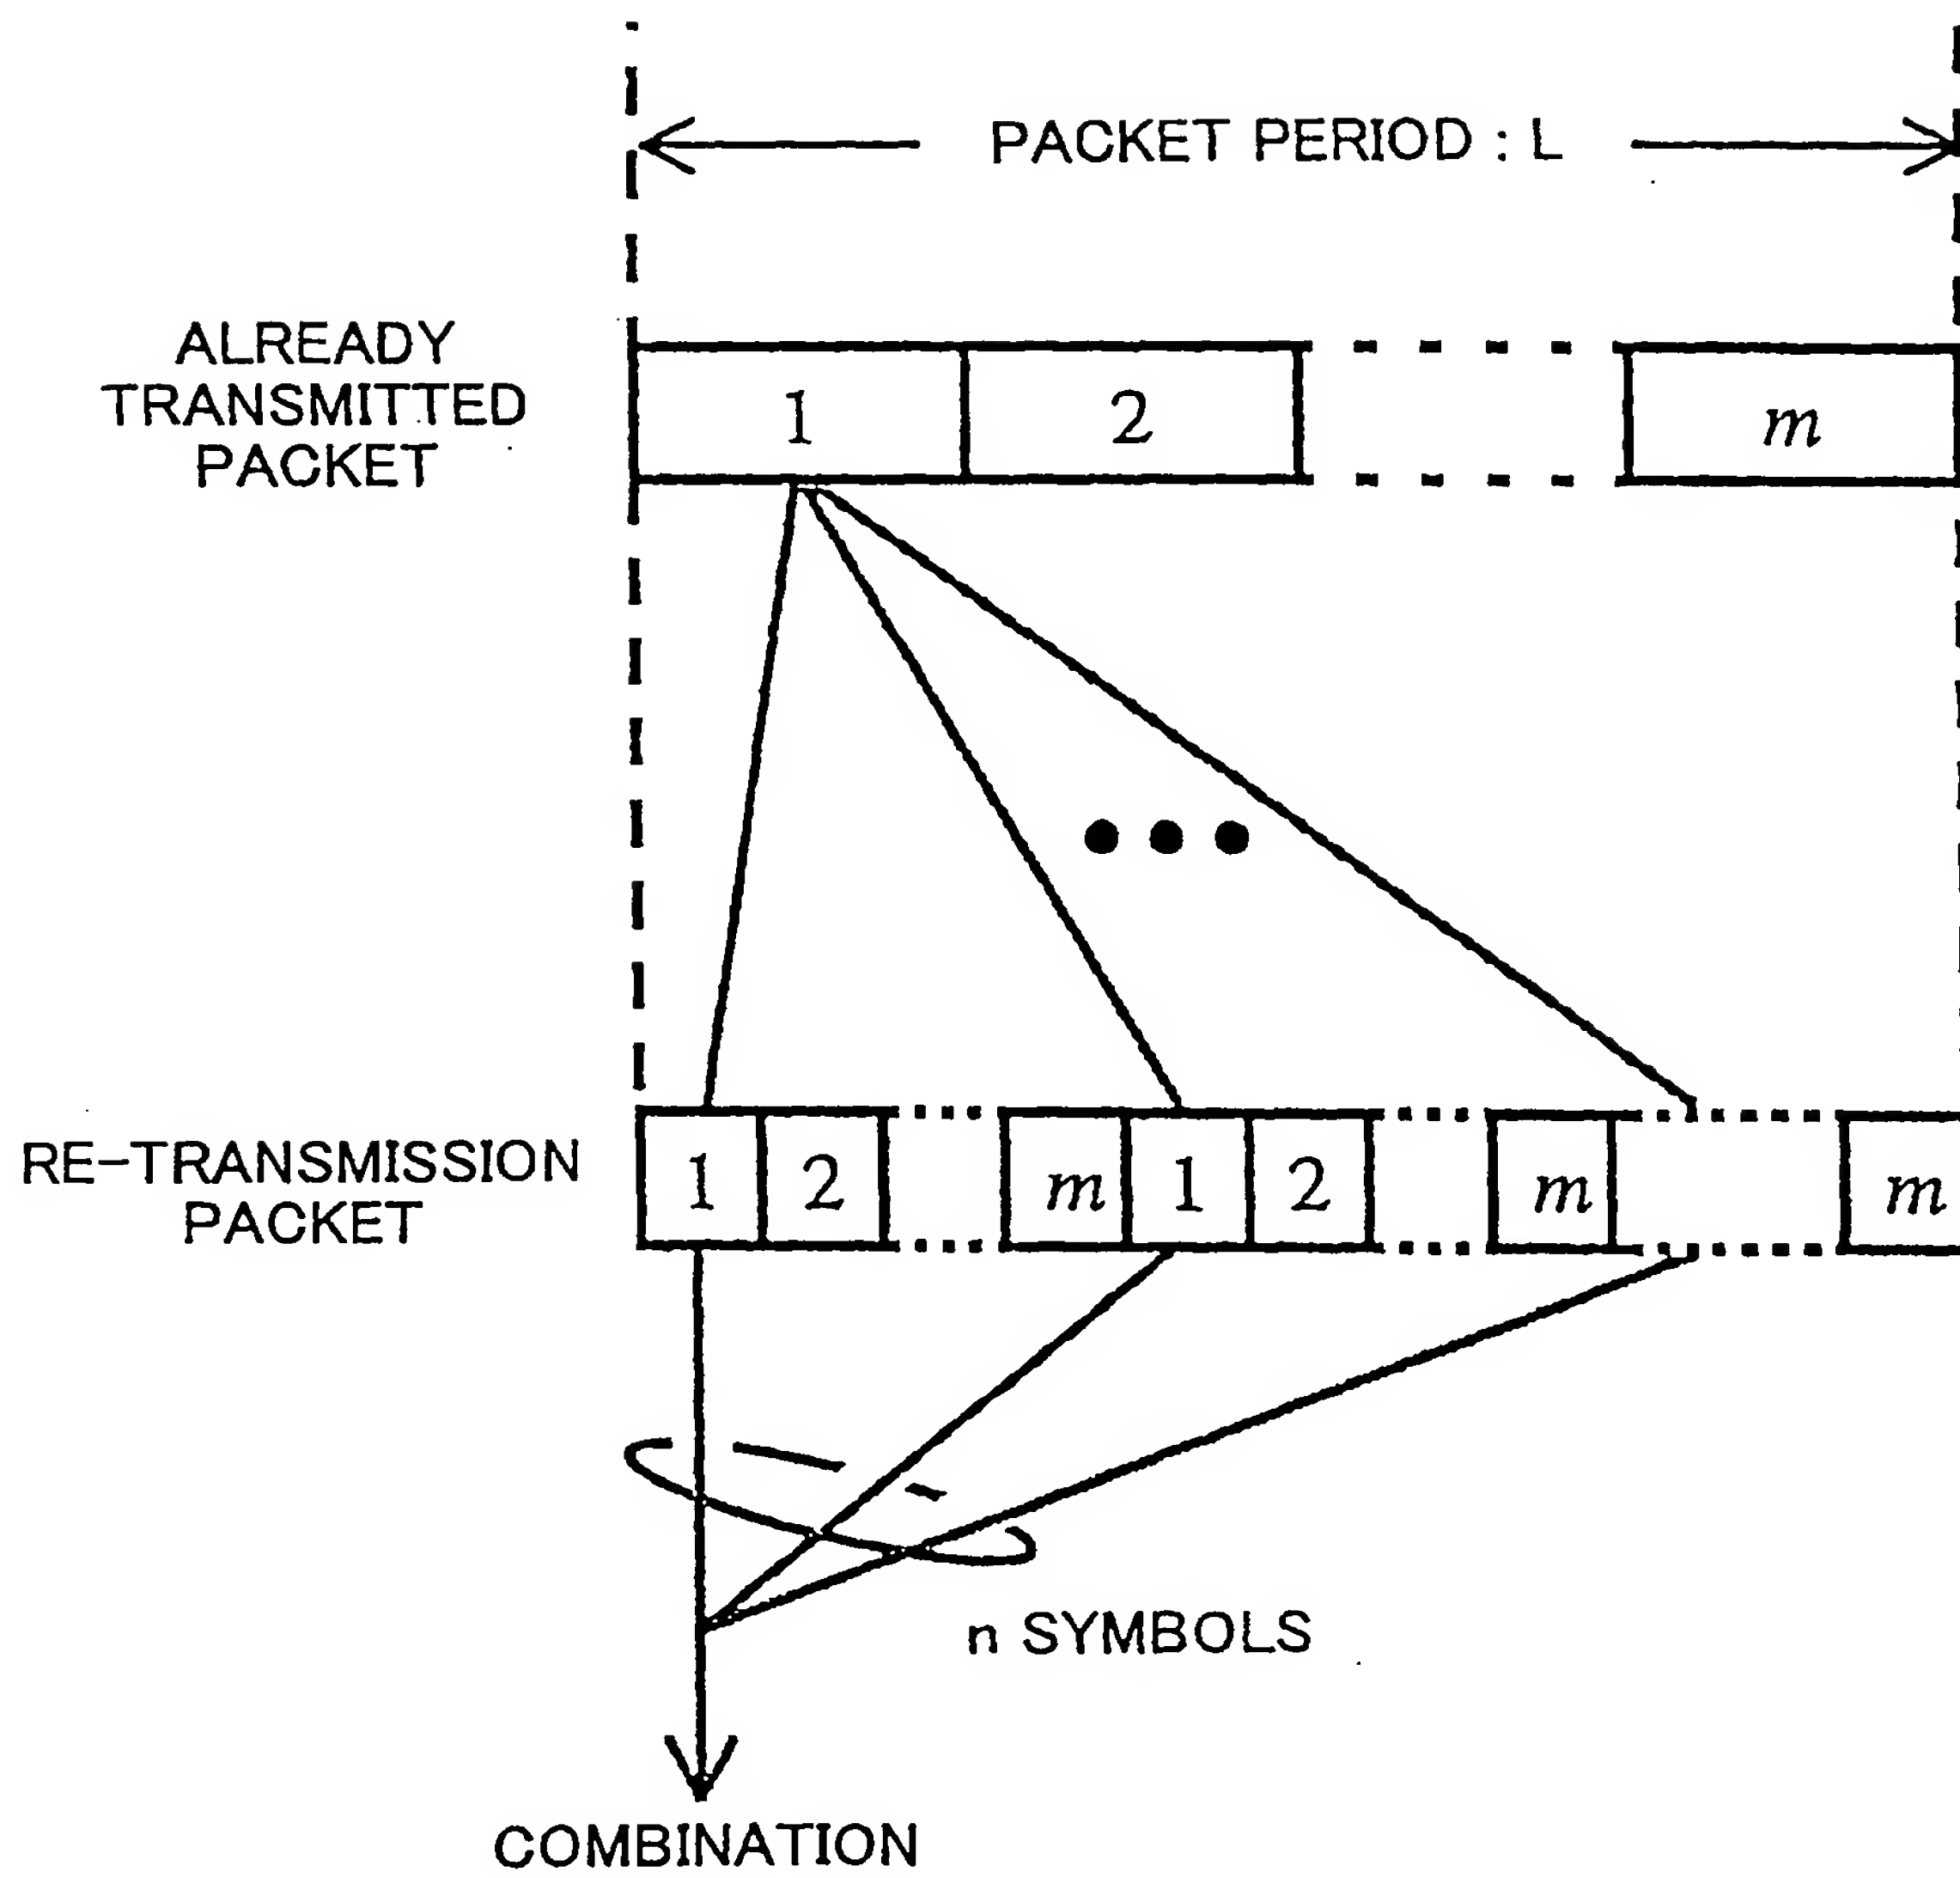 PACKET PERIOD : L
ALREADY
TRANSMITTED
PACKET
1 2 m
RE-TRANSMISSION
PACKET
1 2 m 1 2 m m
n SYMBOLS
COMBINATION